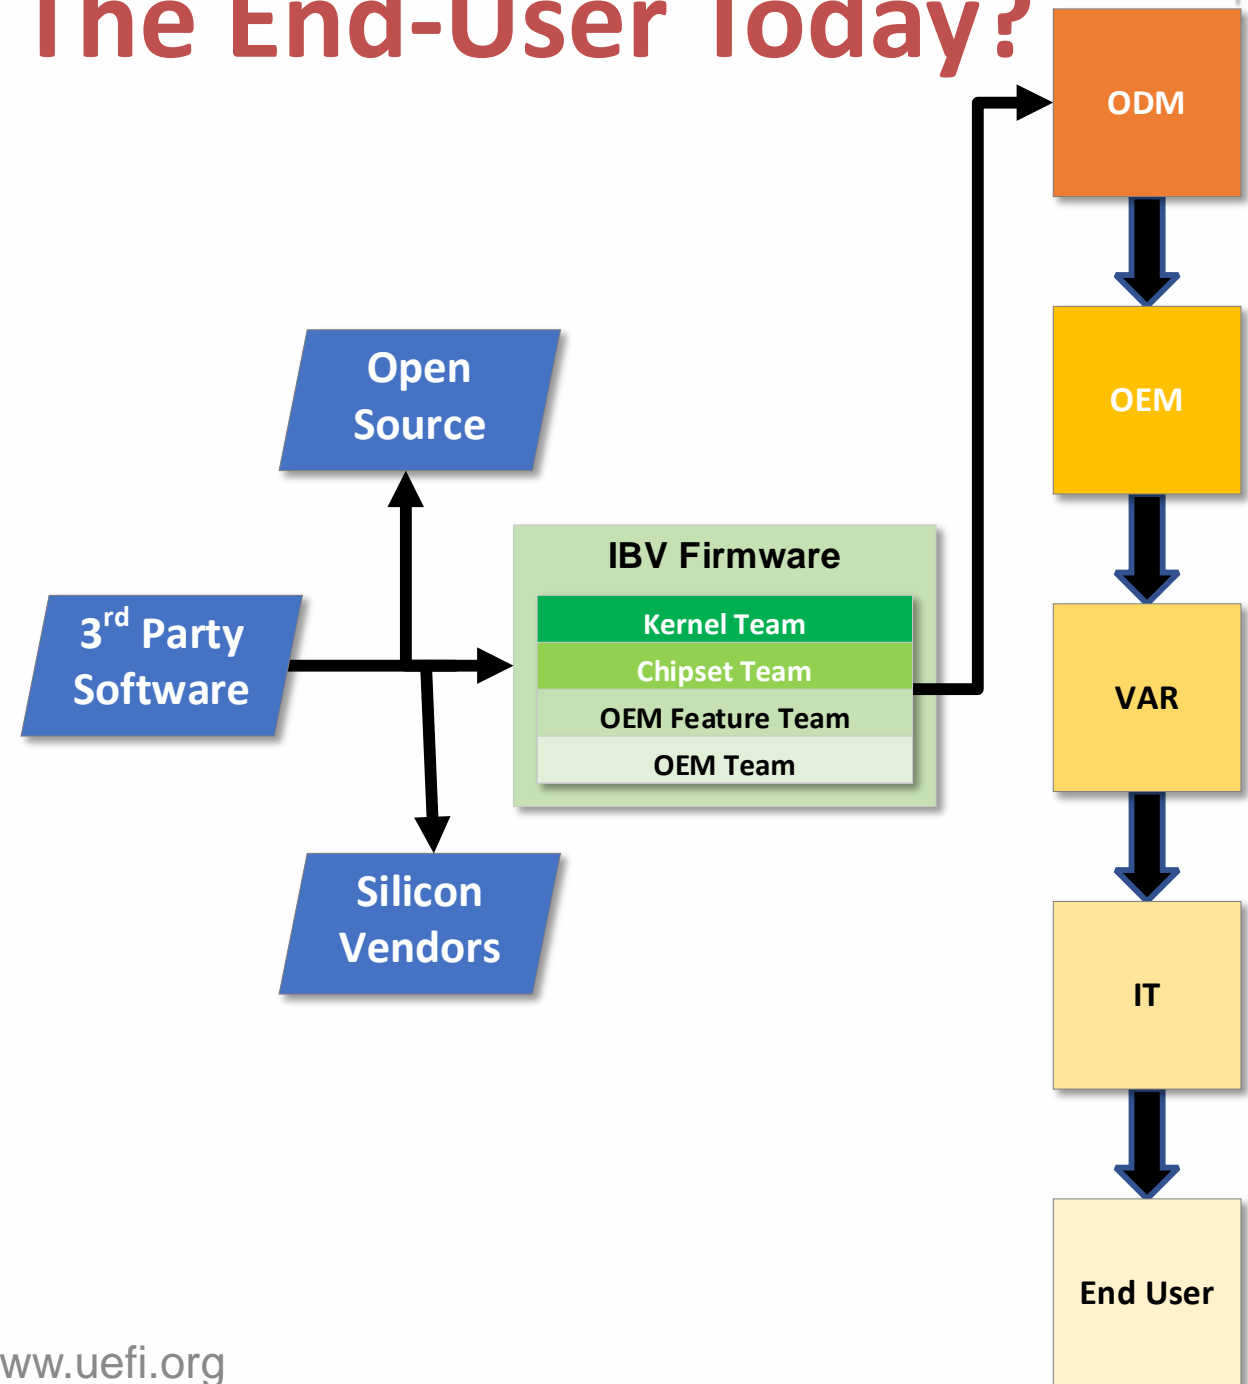 The End-User Today?
ODM
OEM
Open
Source
IBV Firmware
Kernel Team
Chipset Team
OEM Feature Team
OEM Team
3rd Party
Software
VAR
Silicon
Vendors
IT
End User
ww.uefi.org